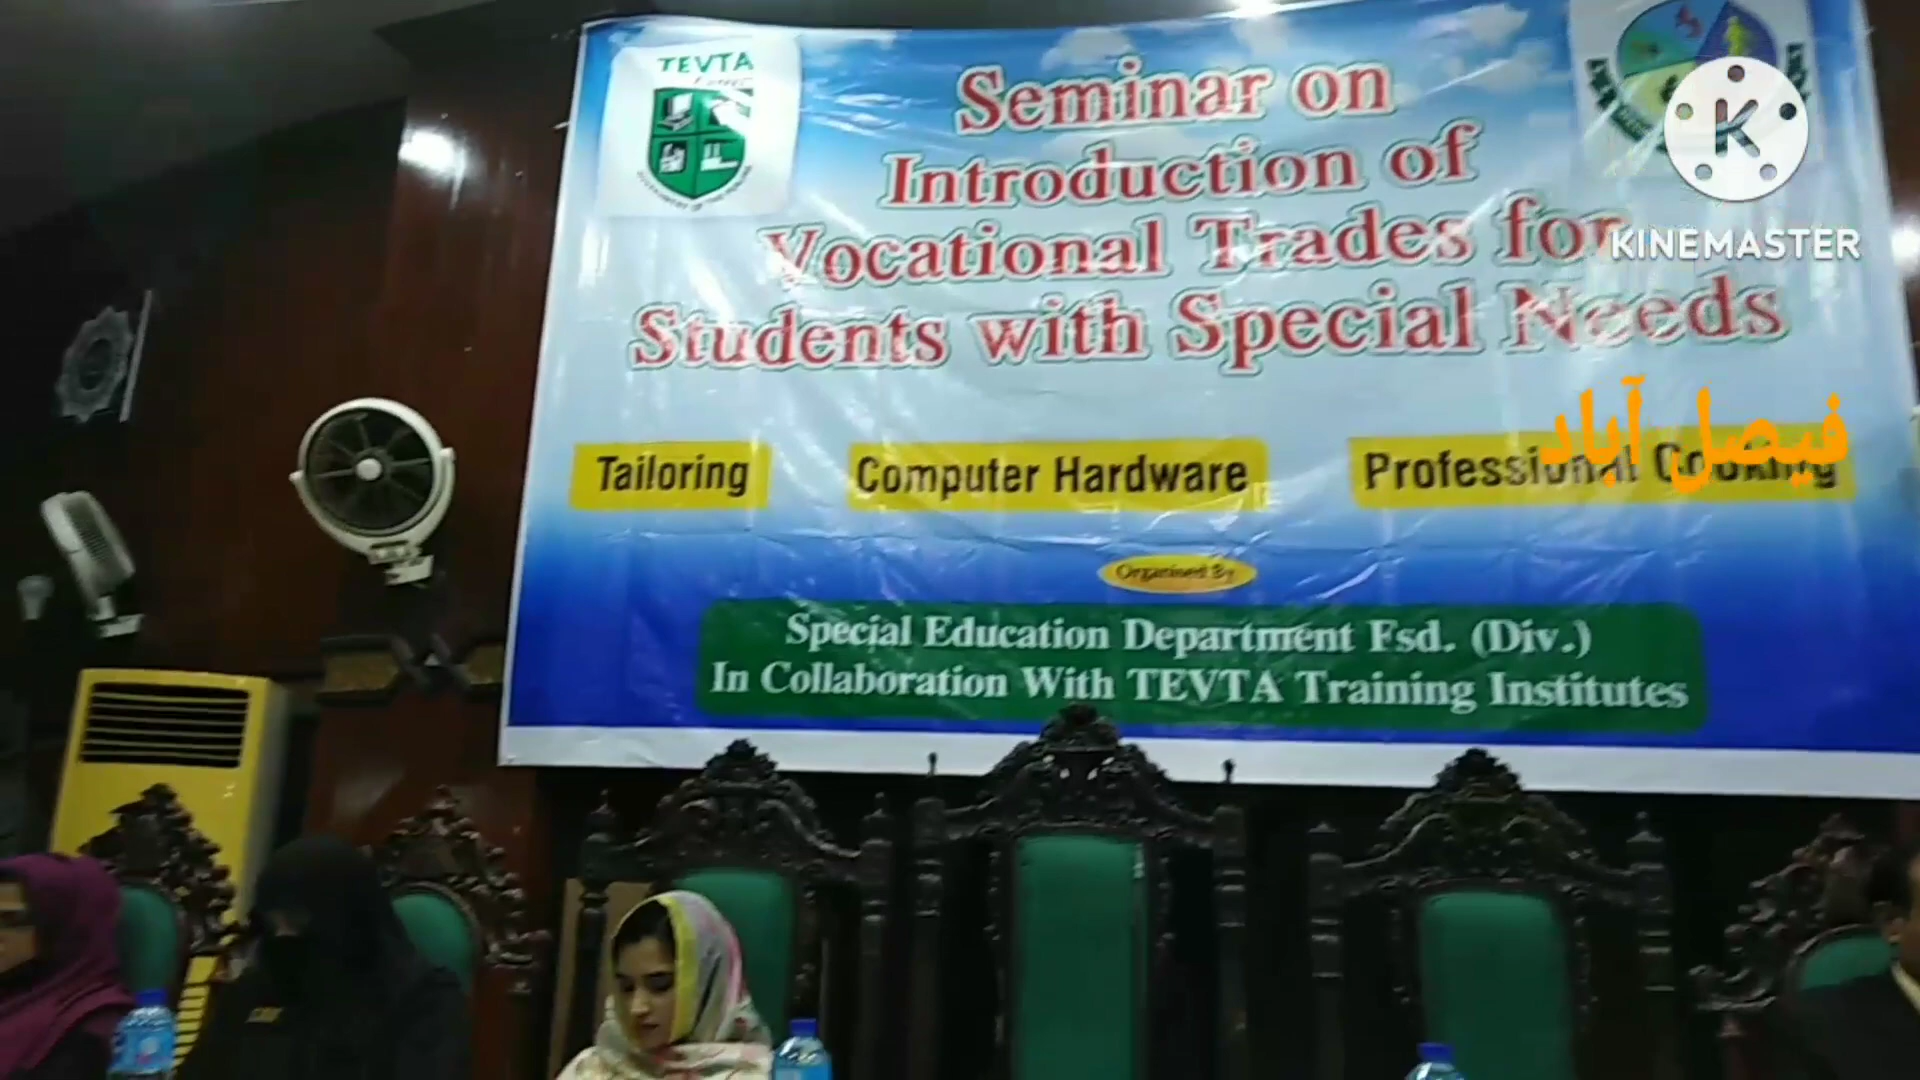 TEVTA
Seminar on
Introduction of
Vocational Trades for
Students with Special Needs
KINEMASTER
فیصل آباد
Tailoring
Computer Hardware
Professional Cooking
Organised By
Special Education Department Fsd. (Div.)
In Collaboration With TEVTA Training Institutes